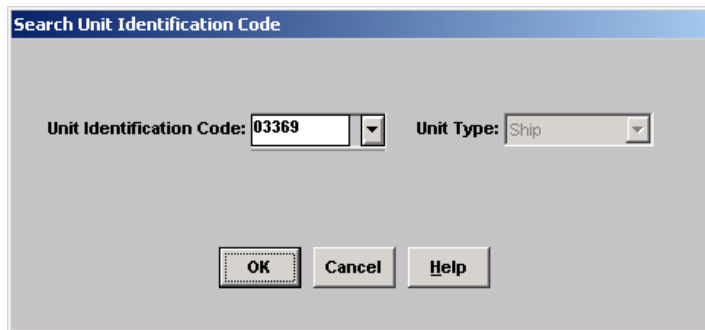 Search Unit Identification Code
Unit Identification Code: 03369 Unit Type: Ship
OK Cancel Help